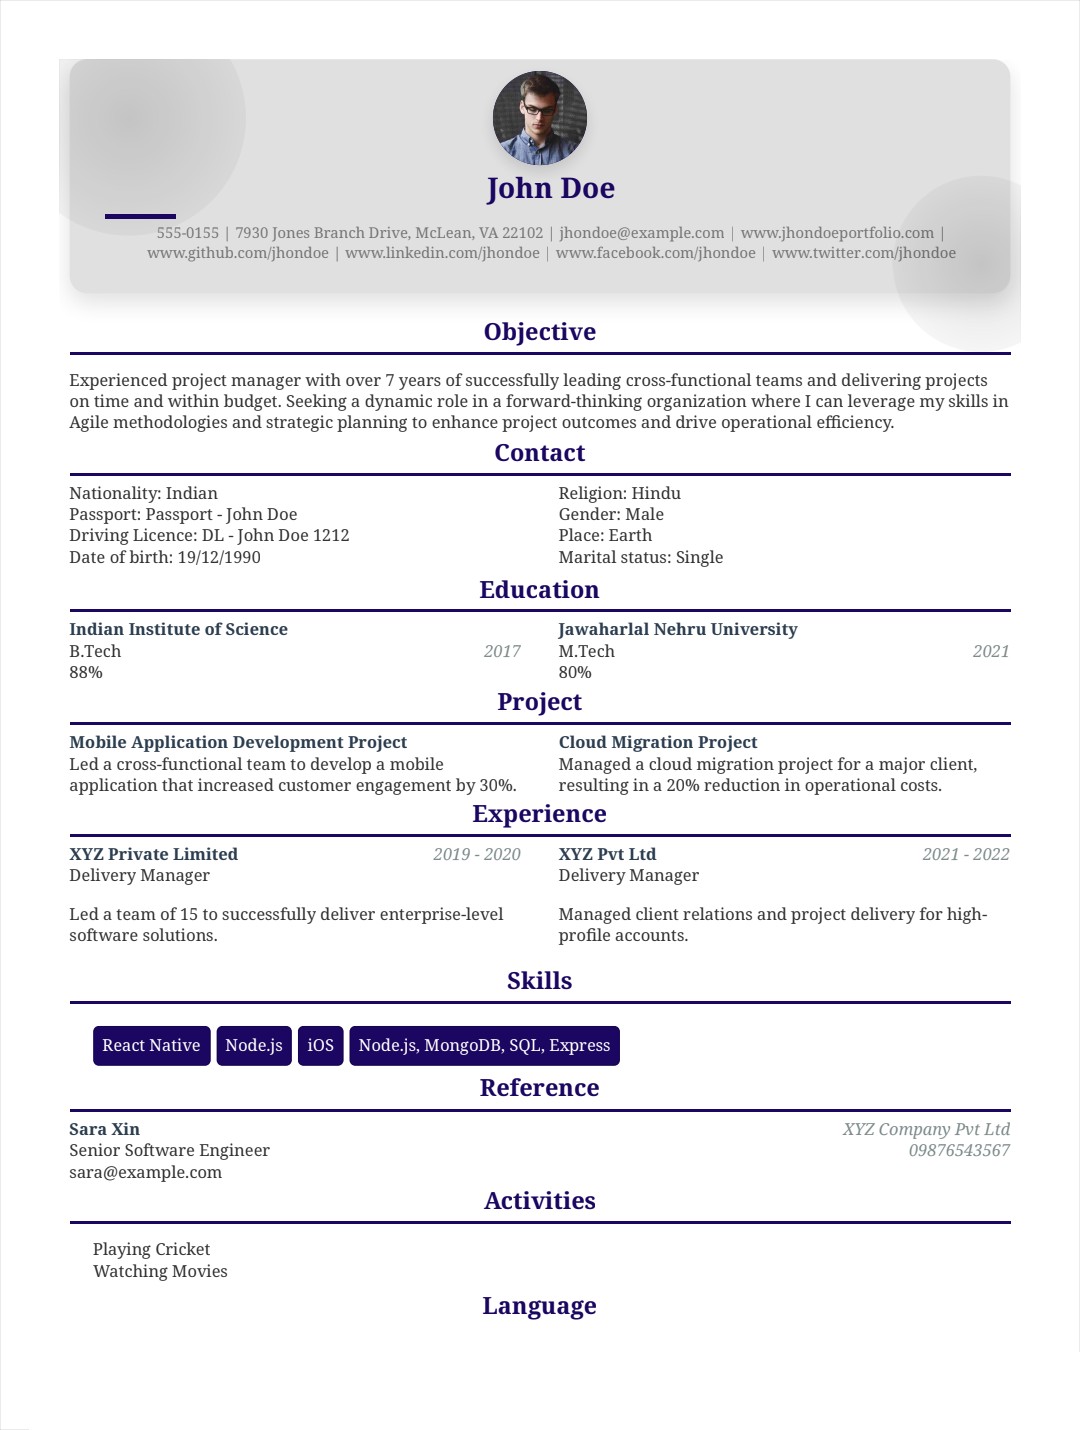 John Doe
555-0155 | 7930 Jones Branch Drive, McLean, VA 22102 | jhondoe@example.com | www.jhondoeportfolio.com |
www.github.com/jhondoe | www.linkedin.com/jhondoe | www.facebook.com/jhondoe | www.twitter.com/jhondoe
Objective
Experienced project manager with over 7 years of successfully leading cross-functional teams and delivering projects
on time and within budget. Seeking a dynamic role in a forward-thinking organization where I can leverage my skills in
Agile methodologies and strategic planning to enhance project outcomes and drive operational efficiency.
Contact
Nationality: Indian
Passport: Passport - John Doe
Driving Licence: DL - John Doe 1212
Date of birth: 19/12/1990
Religion: Hindu
Gender: Male
Place: Earth
Marital status: Single
Education
Indian Institute of Science
B.Tech 2017
88%
Jawaharlal Nehru University
M.Tech 2021
80%
Project
Mobile Application Development Project
Led a cross-functional team to develop a mobile
application that increased customer engagement by 30%.
Cloud Migration Project
Managed a cloud migration project for a major client,
resulting in a 20% reduction in operational costs.
Experience
XYZ Private Limited 2019 - 2020
Delivery Manager
Led a team of 15 to successfully deliver enterprise-level
software solutions.
XYZ Pvt Ltd 2021 - 2022
Delivery Manager
Managed client relations and project delivery for high-
profile accounts.
Skills
React Native Node.js iOS Node.js, MongoDB, SQL, Express
Reference
Sara Xin XYZ Company Pvt Ltd
Senior Software Engineer 09876543567
sara@example.com
Activities
Playing Cricket
Watching Movies
Language